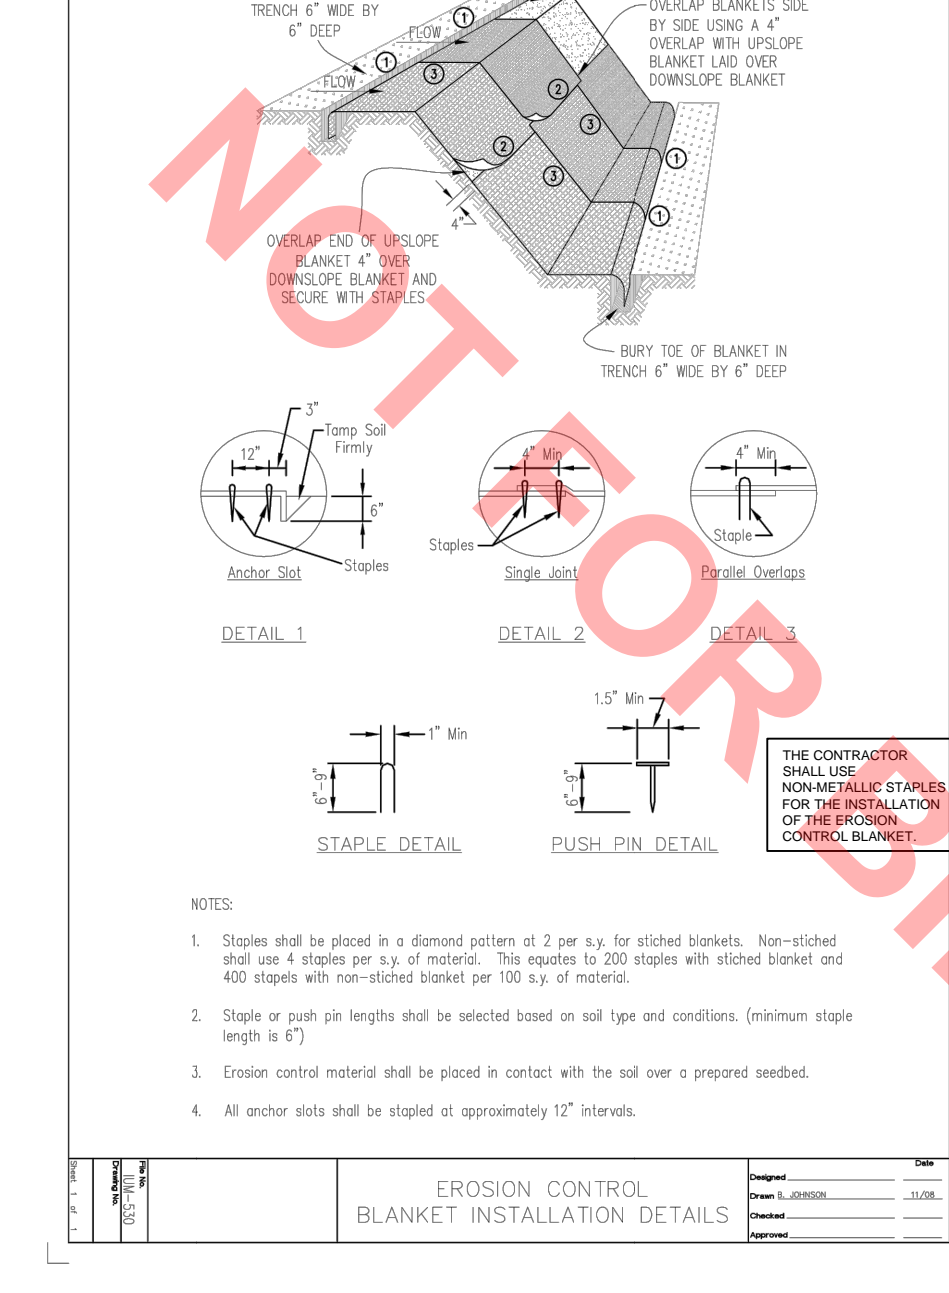 TRENCH 6" WIDE BY
6" DEEP
OVERLAP BLANKETS SIDE
BY SIDE USING A 4"
OVERLAP WITH UPSLOPE
BLANKET LAID OVER
DOWNSLOPE BLANKET
FLOW
FLOW
1
1
1
1
2
2
3
3
3
4"
OVERLAP END OF UPSLOPE
BLANKET 4" OVER
DOWNSLOPE BLANKET AND
SECURE WITH STAPLES
BURY TOE OF BLANKET IN
TRENCH 6" WIDE BY 6" DEEP
3"
Tamp Soil
Firmly
12"
6"
Staples
Anchor Slot
DETAIL 1
4" Min
Staples
Single Joint
DETAIL 2
4" Min
Staple
Parallel Overlaps
DETAIL 3
1" Min
6"-9"
STAPLE DETAIL
1.5" Min
6"-9"
PUSH PIN DETAIL
THE CONTRACTOR
SHALL USE
NON-METALLIC STAPLES
FOR THE INSTALLATION
OF THE EROSION
CONTROL BLANKET.
NOT FOR BI
NOTES:
1. Staples shall be placed in a diamond pattern at 2 per s.y. for stiched blankets. Non-stiched
shall use 4 staples per s.y. of material. This equates to 200 staples with stiched blanket and
400 stapels with non-stiched blanket per 100 s.y. of material.
2. Staple or push pin lengths shall be selected based on soil type and conditions. (minimum staple
length is 6")
3. Erosion control material shall be placed in contact with the soil over a prepared seedbed.
4. All anchor slots shall be stapled at approximately 12" intervals.
Sheet 1 of 1
Drawing No.
File No.
IUM-530
EROSION CONTROL
BLANKET INSTALLATION DETAILS
Date
Designed
Drawn B. JOHNSON 11/08
Checked
Approved